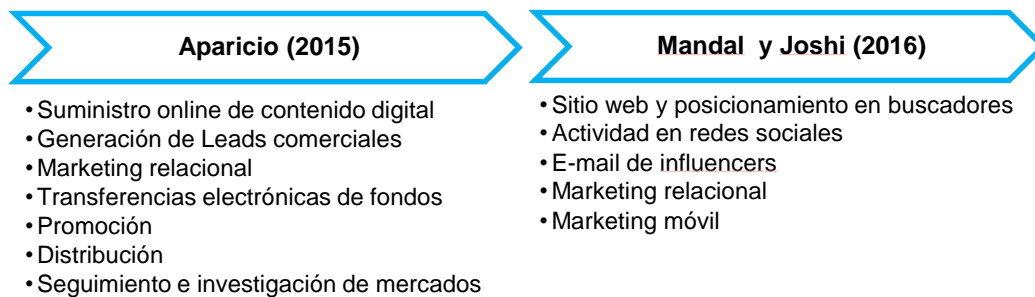 Aparicio (2015)
• Suministro online de contenido digital
• Generación de Leads comerciales
• Marketing relacional
• Transferencias electrónicas de fondos
• Promoción
• Distribución
• Seguimiento e investigación de mercados
Mandal y Joshi (2016)
• Sitio web y posicionamiento en buscadores
• Actividad en redes sociales
• E-mail de influencers
• Marketing relacional
• Marketing móvil